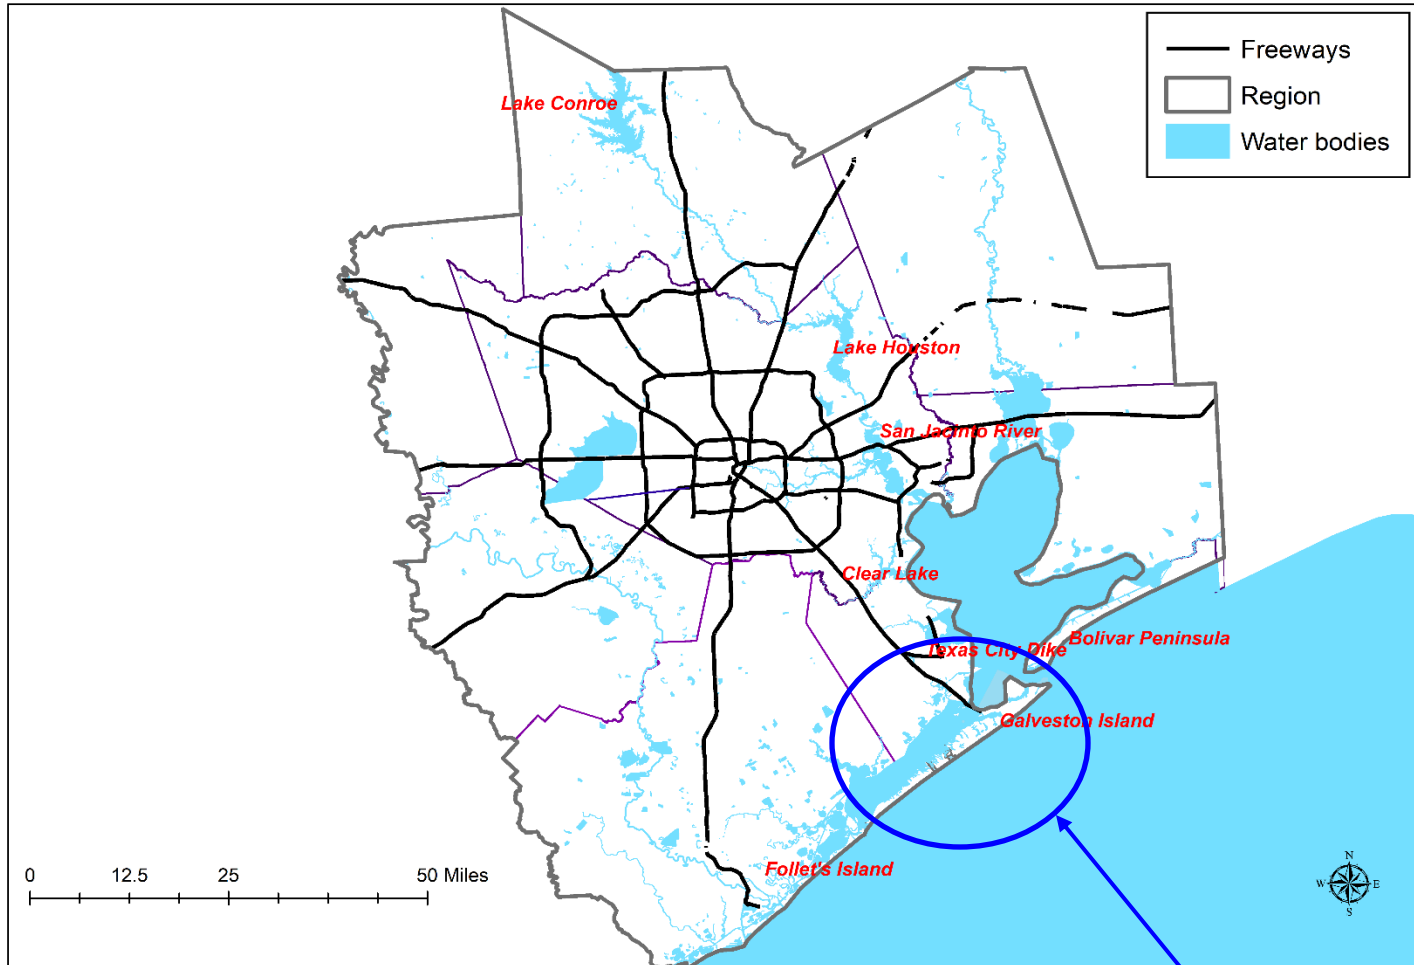 Freeways
Region
Water bodies
Lake Conroe
Lake Houston
San Jacinto River
Clear Lake
Texas City Dike
Bolivar Peninsula
Galveston Island
Follet's Island
0 12.5 25 50 Miles
N
W E
S